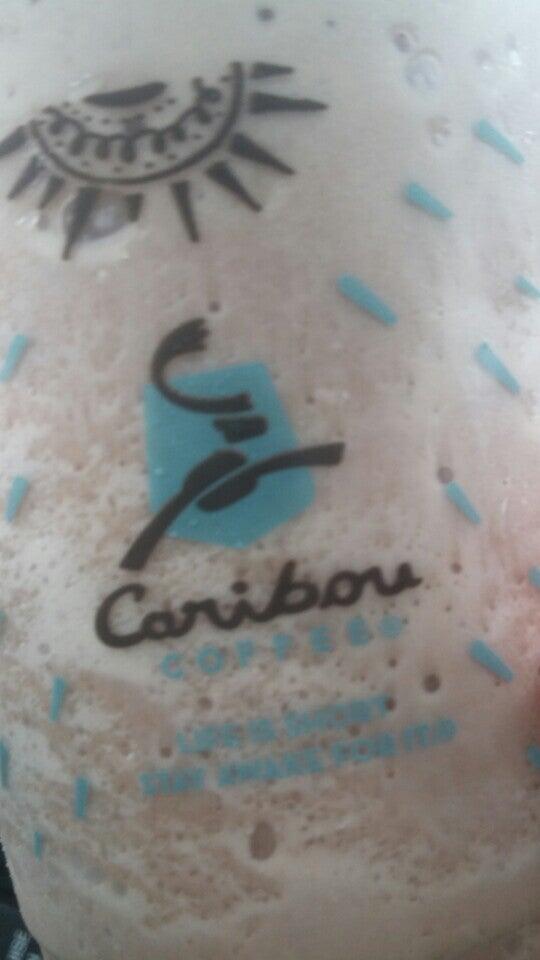 Caribou
COFFEE®
LIFE IS SHORT
STAY AWAKE FOR IT.®